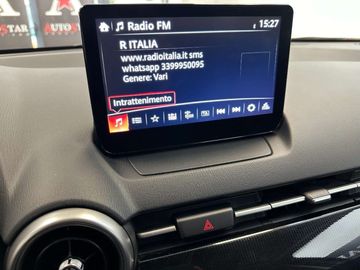 Radio FM
15:27
R ITALIA
www.radioitalia.it sms
whatsapp 3399950095
Genere: Vari
Intrattenimento